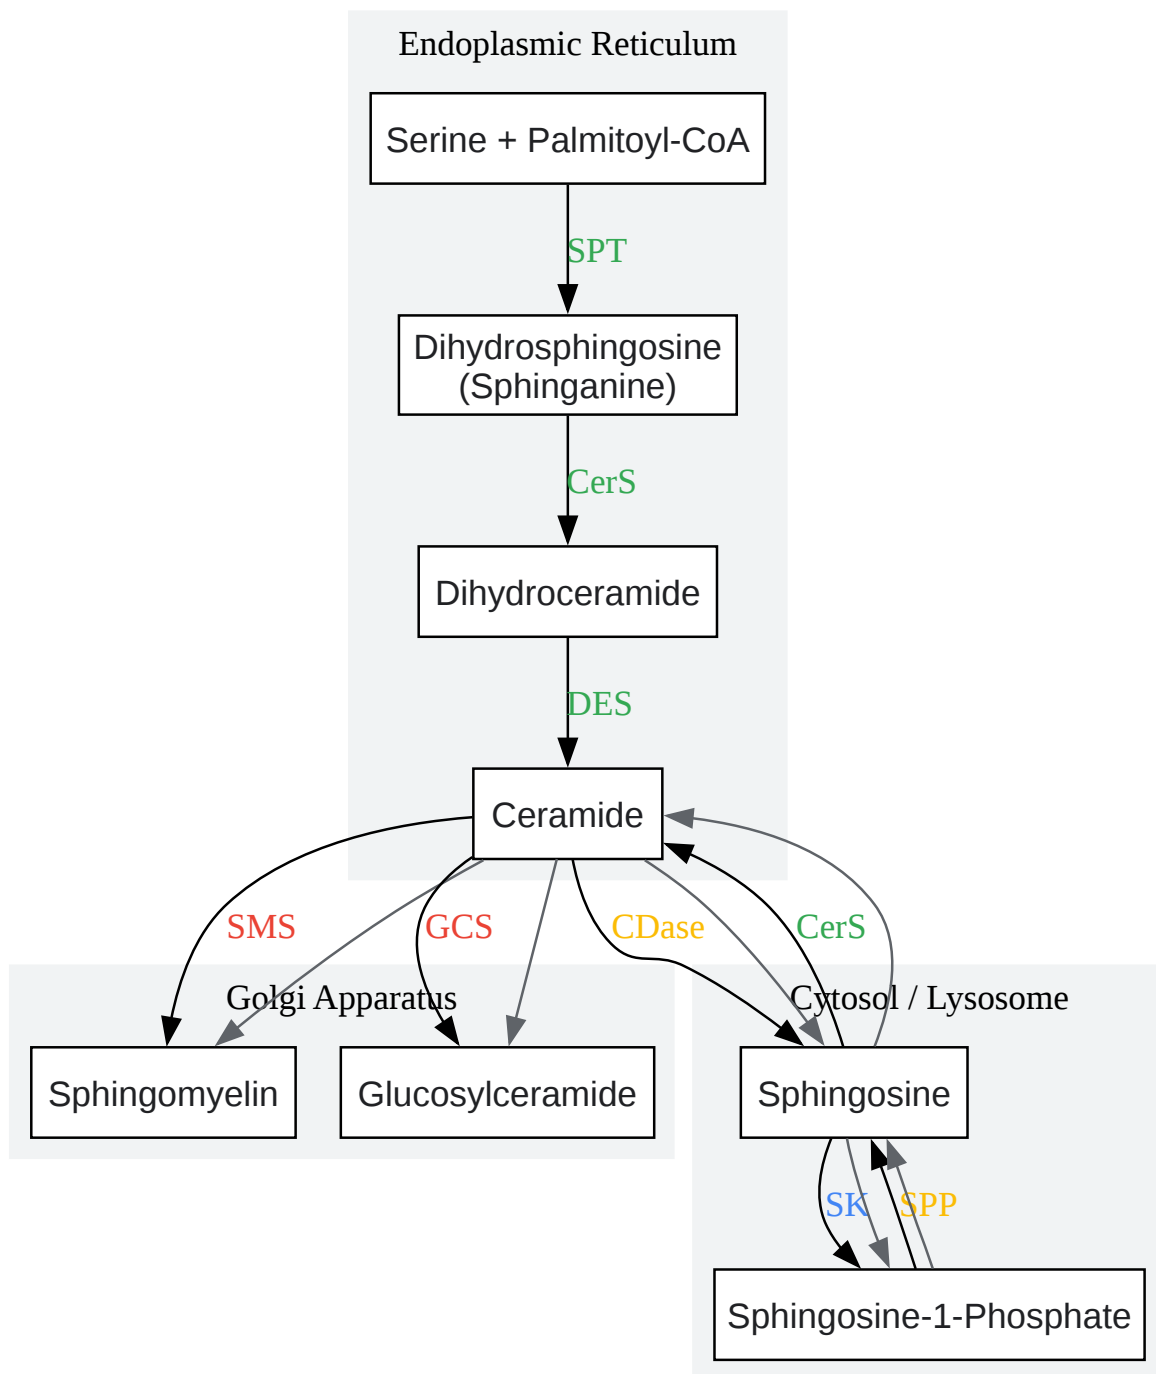 Endoplasmic Reticulum
Serine + Palmitoyl-CoA
SPT
Dihydrosphingosine
(Sphinganine)
CerS
Dihydroceramide
DES
Ceramide
SMS
GCS
CDase
CerS
Golgi Apparatus
Cytosol / Lysosome
Sphingomyelin
Glucosylceramide
Sphingosine
SK
SPP
Sphingosine-1-Phosphate